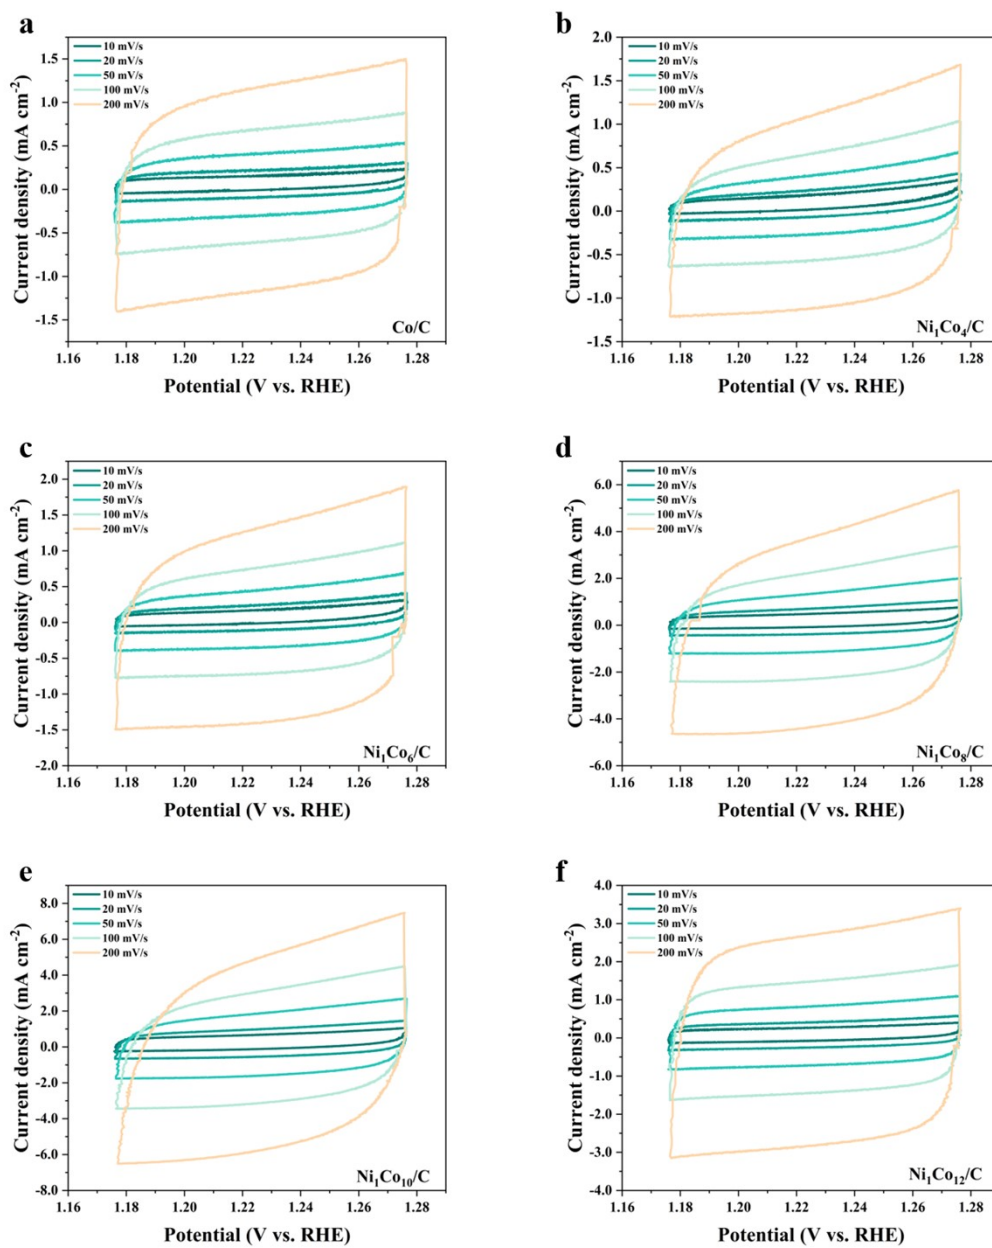 a
10 mV/s
20 mV/s
50 mV/s
100 mV/s
200 mV/s
1.5
1.0
0.5
0.0
-0.5
-1.0
-1.5
Current density (mA cm⁻²)
Co/C
1.16 1.18 1.20 1.22 1.24 1.26 1.28
Potential (V vs. RHE)
b
10 mV/s
20 mV/s
50 mV/s
100 mV/s
200 mV/s
2.0
1.5
1.0
0.5
0.0
-0.5
-1.0
-1.5
Current density (mA cm⁻²)
Ni₁Co₄/C
1.16 1.18 1.20 1.22 1.24 1.26 1.28
Potential (V vs. RHE)
c
10 mV/s
20 mV/s
50 mV/s
100 mV/s
200 mV/s
2.0
1.5
1.0
0.5
0.0
-0.5
-1.0
-1.5
-2.0
Current density (mA cm⁻²)
Ni₁Co₆/C
1.16 1.18 1.20 1.22 1.24 1.26 1.28
Potential (V vs. RHE)
d
10 mV/s
20 mV/s
50 mV/s
100 mV/s
200 mV/s
6.0
4.0
2.0
0.0
-2.0
-4.0
-6.0
Current density (mA cm⁻²)
Ni₁Co₈/C
1.16 1.18 1.20 1.22 1.24 1.26 1.28
Potential (V vs. RHE)
e
10 mV/s
20 mV/s
50 mV/s
100 mV/s
200 mV/s
8.0
6.0
4.0
2.0
0.0
-2.0
-4.0
-6.0
-8.0
Current density (mA cm⁻²)
Ni₁Co₁₀/C
1.16 1.18 1.20 1.22 1.24 1.26 1.28
Potential (V vs. RHE)
f
10 mV/s
20 mV/s
50 mV/s
100 mV/s
200 mV/s
4.0
3.0
2.0
1.0
0.0
-1.0
-2.0
-3.0
-4.0
Current density (mA cm⁻²)
Ni₁Co₁₂/C
1.16 1.18 1.20 1.22 1.24 1.26 1.28
Potential (V vs. RHE)